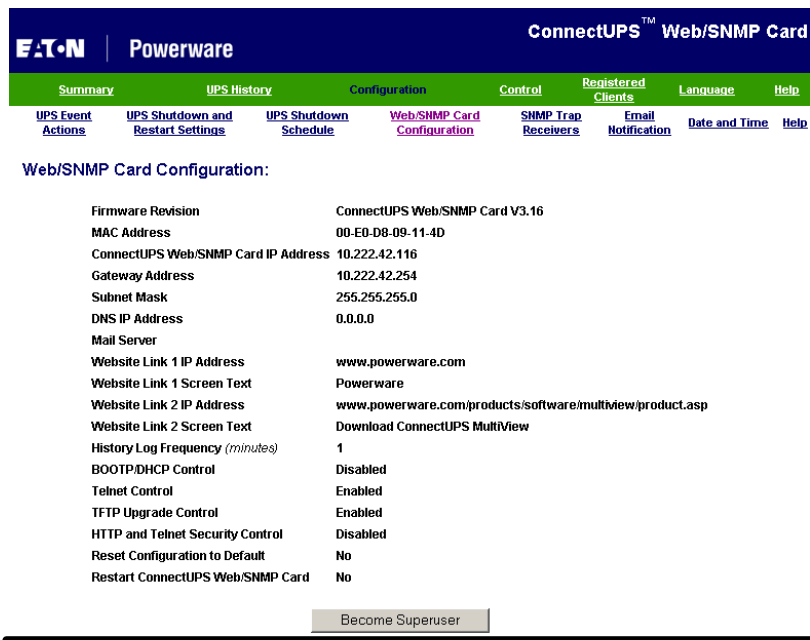 ConnectUPS™ Web/SNMP Card
EATON | Powerware
Summary UPS History Configuration Control Registered Clients Language Help
UPS Event Actions UPS Shutdown and Restart Settings UPS Shutdown Schedule Web/SNMP Card Configuration SNMP Trap Receivers Email Notification Date and Time Help
Web/SNMP Card Configuration:
Firmware Revision ConnectUPS Web/SNMP Card V3.16
MAC Address 00-E0-D8-09-11-4D
ConnectUPS Web/SNMP Card IP Address 10.222.42.116
Gateway Address 10.222.42.254
Subnet Mask 255.255.255.0
DNS IP Address 0.0.0.0
Mail Server
Website Link 1 IP Address www.powerware.com
Website Link 1 Screen Text Powerware
Website Link 2 IP Address www.powerware.com/products/software/multiview/product.asp
Website Link 2 Screen Text Download ConnectUPS MultiView
History Log Frequency (minutes) 1
BOOTP/DHCP Control Disabled
Telnet Control Enabled
TFTP Upgrade Control Enabled
HTTP and Telnet Security Control Disabled
Reset Configuration to Default No
Restart ConnectUPS Web/SNMP Card No
Become Superuser